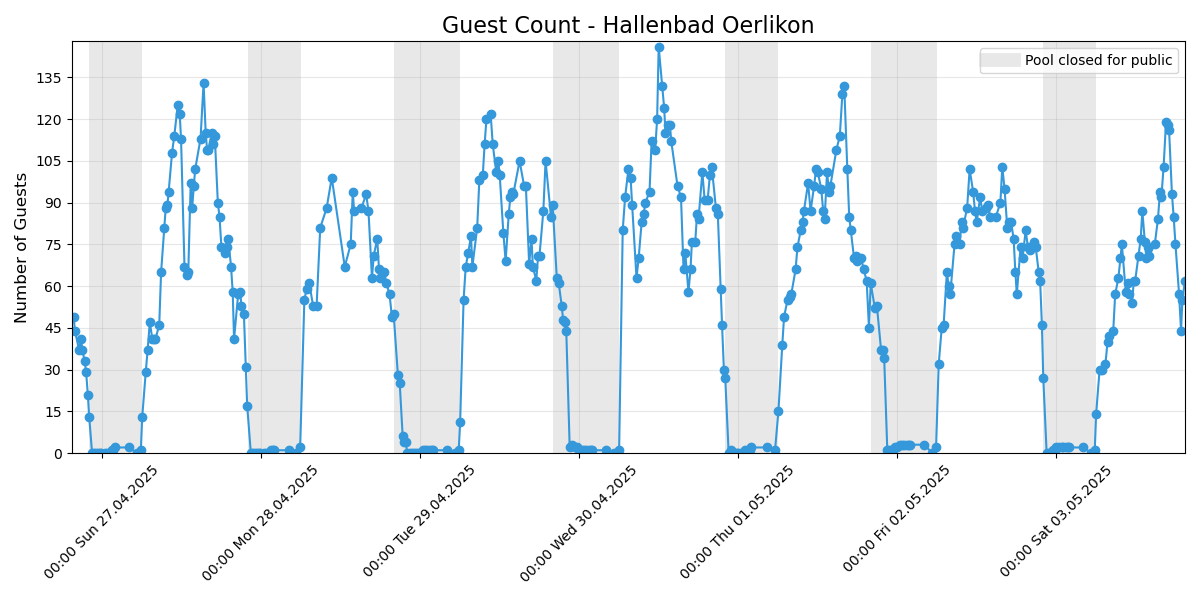 Guest Count - Hallenbad Oerlikon
Pool closed for public
Number of Guests
135
120
105
90
75
60
45
30
15
0
00:00 Sun 27.04.2025
00:00 Mon 28.04.2025
00:00 Tue 29.04.2025
00:00 Wed 30.04.2025
00:00 Thu 01.05.2025
00:00 Fri 02.05.2025
00:00 Sat 03.05.2025